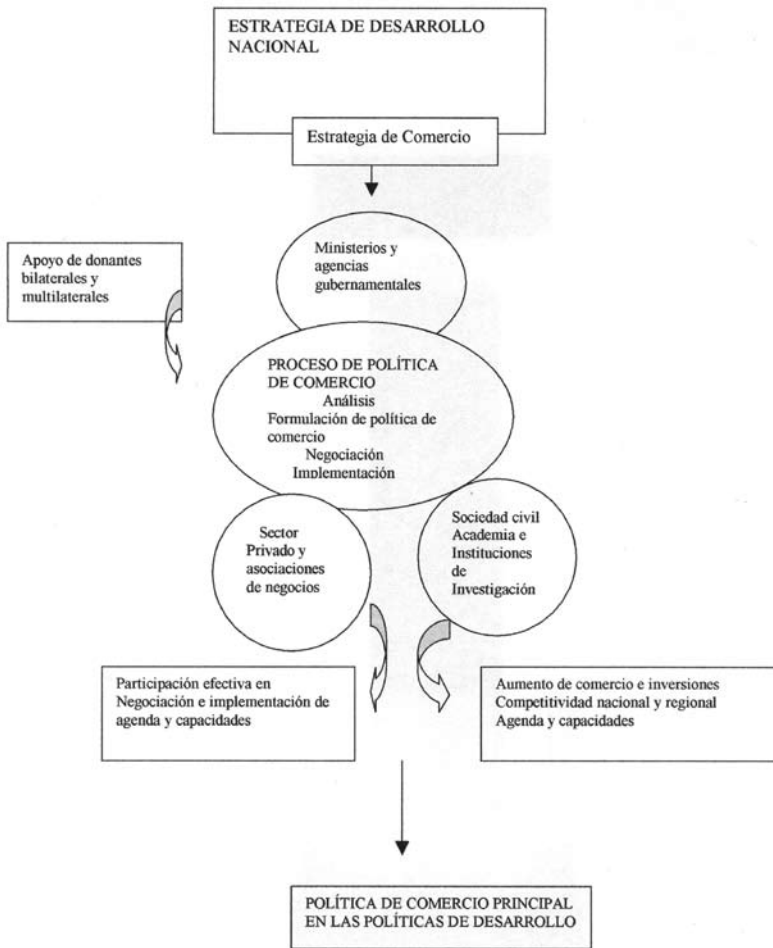 ESTRATEGIA DE DESARROLLO
NACIONAL
Estrategia de Comercio
Ministerios y
agencias
gubernamentales
Apoyo de donantes
bilaterales y
multilaterales
PROCESO DE POLÍTICA
DE COMERCIO
Análisis
Formulación de política de
comercio
Negociación
Implementación
Sector
Privado y
asociaciones
de negocios
Sociedad civil
Academia e
Instituciones
de
Investigación
Participación efectiva en
Negociación e implementación de
agenda y capacidades
Aumento de comercio e inversiones
Competitividad nacional y regional
Agenda y capacidades
POLÍTICA DE COMERCIO PRINCIPAL
EN LAS POLÍTICAS DE DESARROLLO